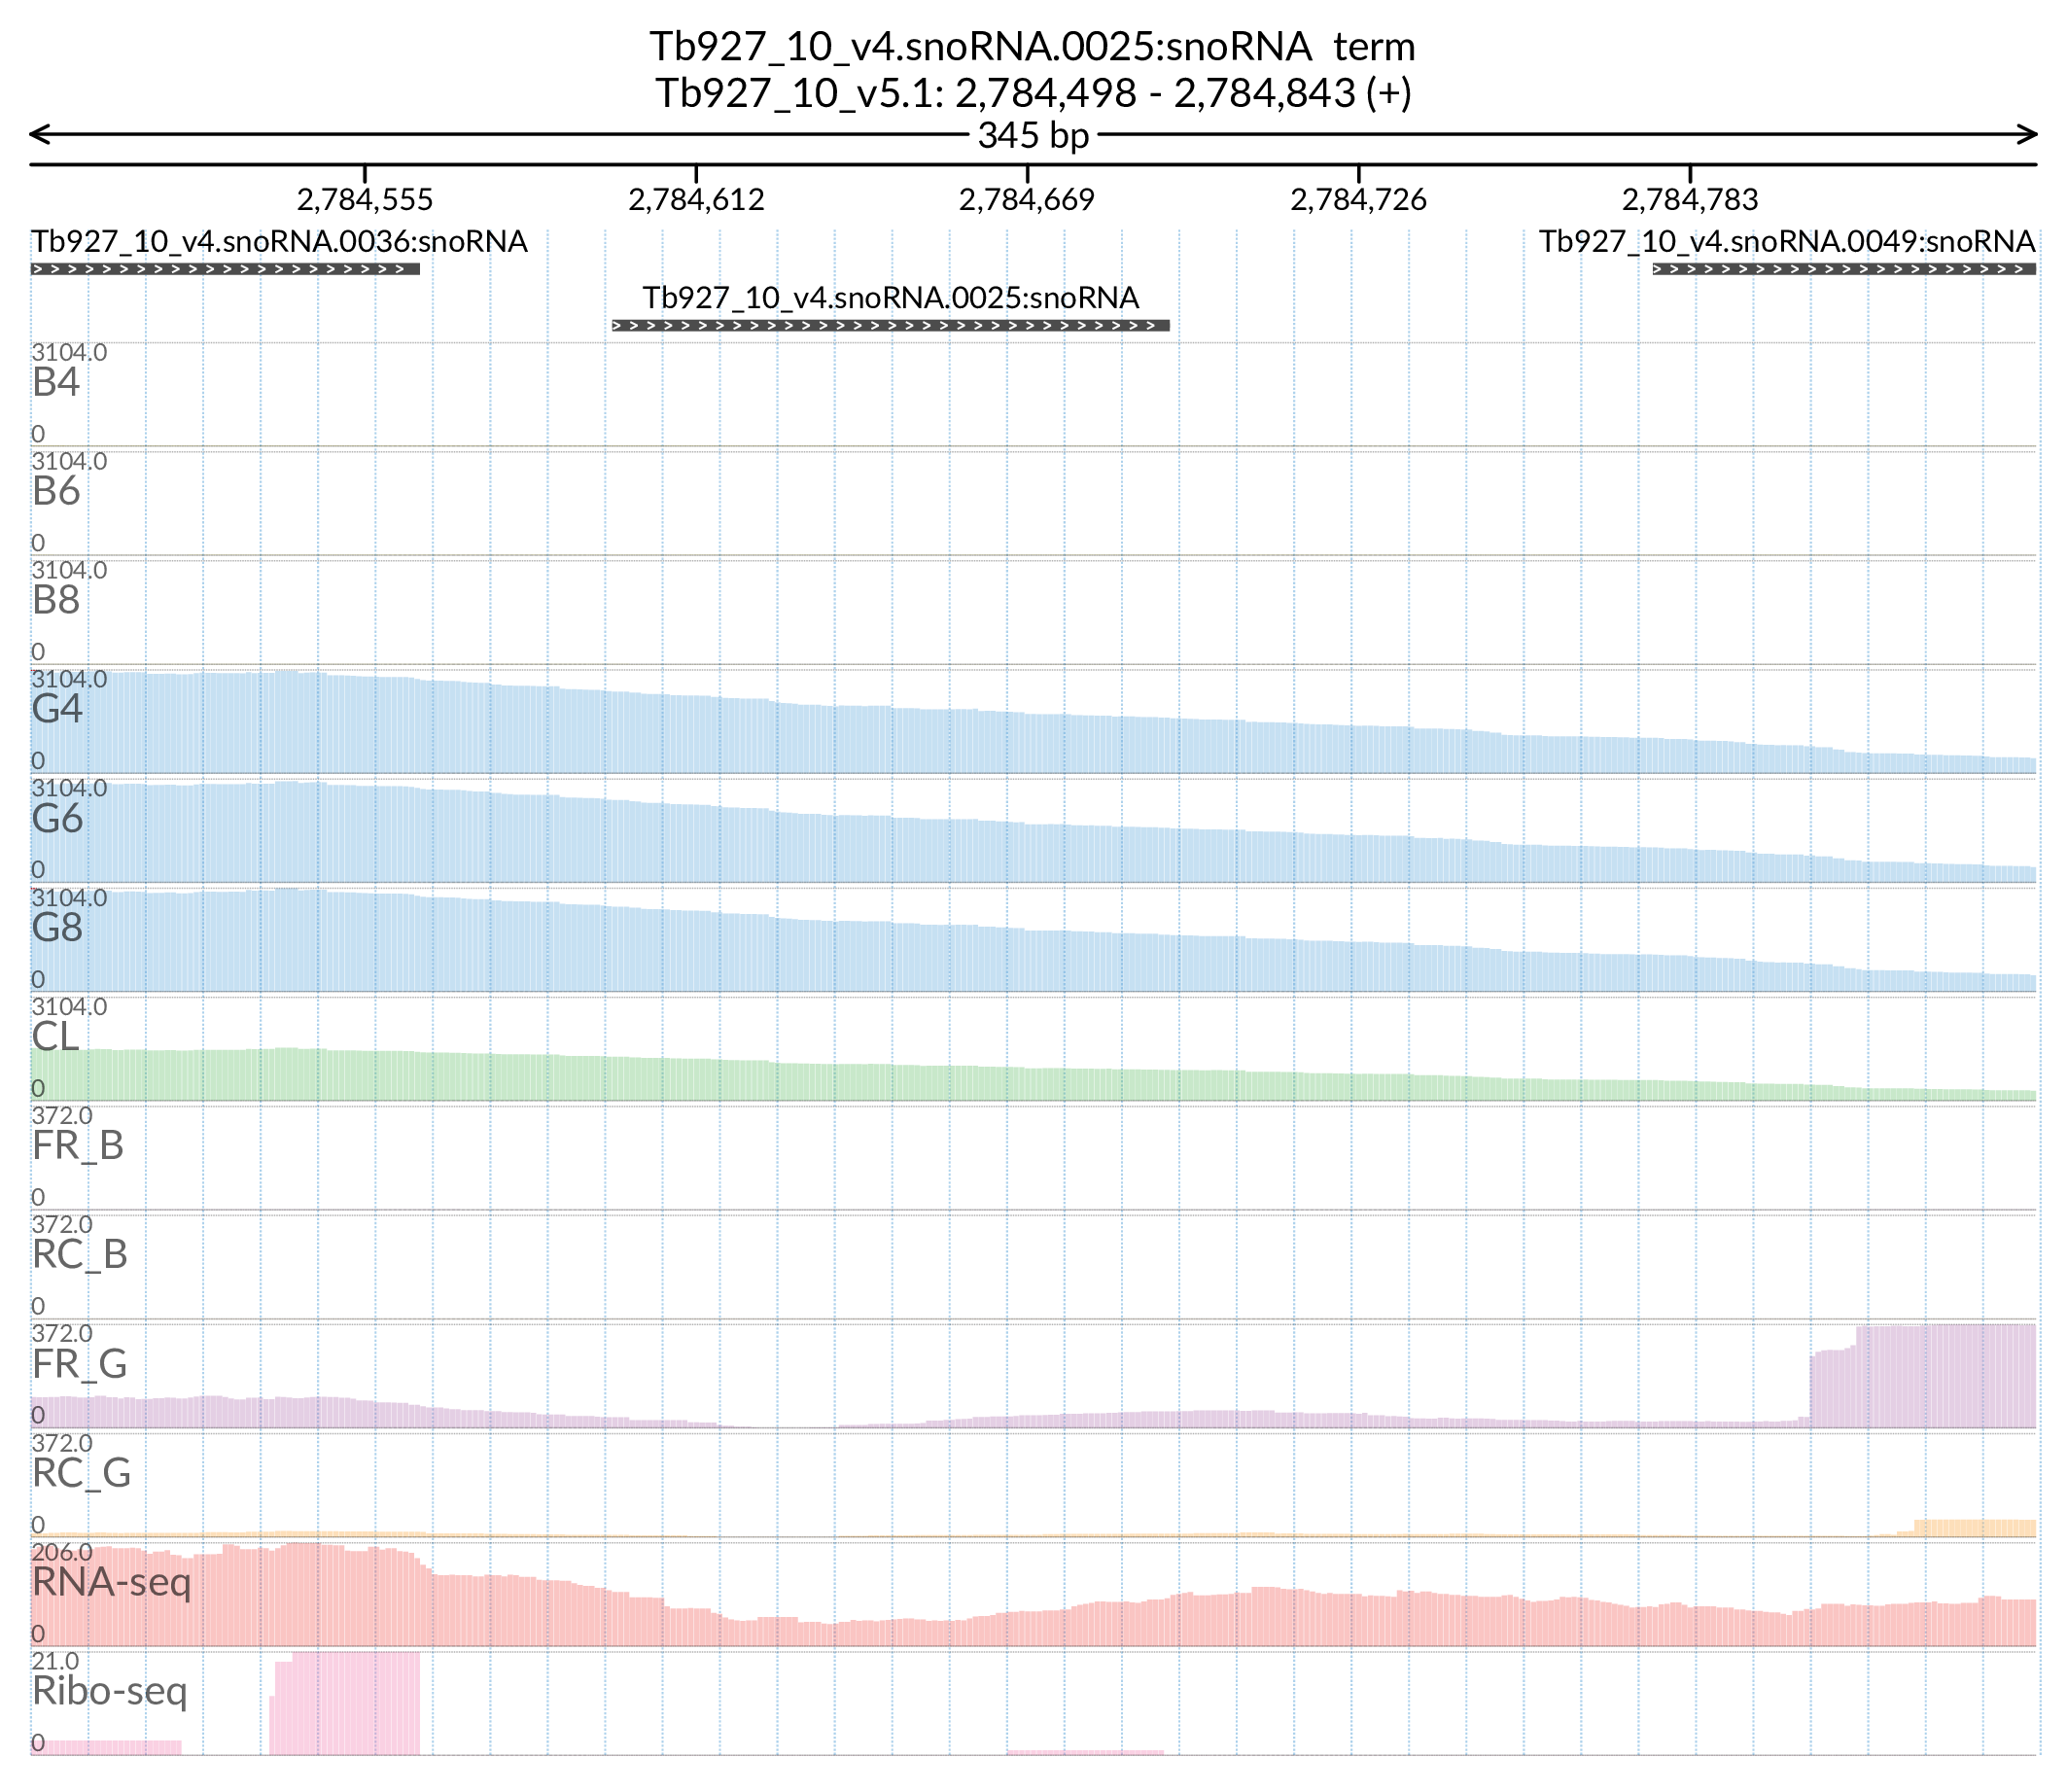 Tb927_10_v4.snoRNA.0025:snoRNA term
Tb927_10_v5.1: 2,784,498 - 2,784,843 (+)
345 bp
2,784,555 2,784,612 2,784,669 2,784,726 2,784,783
Tb927_10_v4.snoRNA.0036:snoRNA Tb927_10_v4.snoRNA.0049:snoRNA
Tb927_10_v4.snoRNA.0025:snoRNA
3104.0
B4
0
3104.0
B6
0
3104.0
B8
0
3104.0
G4
0
3104.0
G6
0
3104.0
G8
0
3104.0
CL
0
372.0
FR_B
0
372.0
RC_B
0
372.0
FR_G
0
372.0
RC_G
0
206.0
RNA-seq
0
21.0
Ribo-seq
0